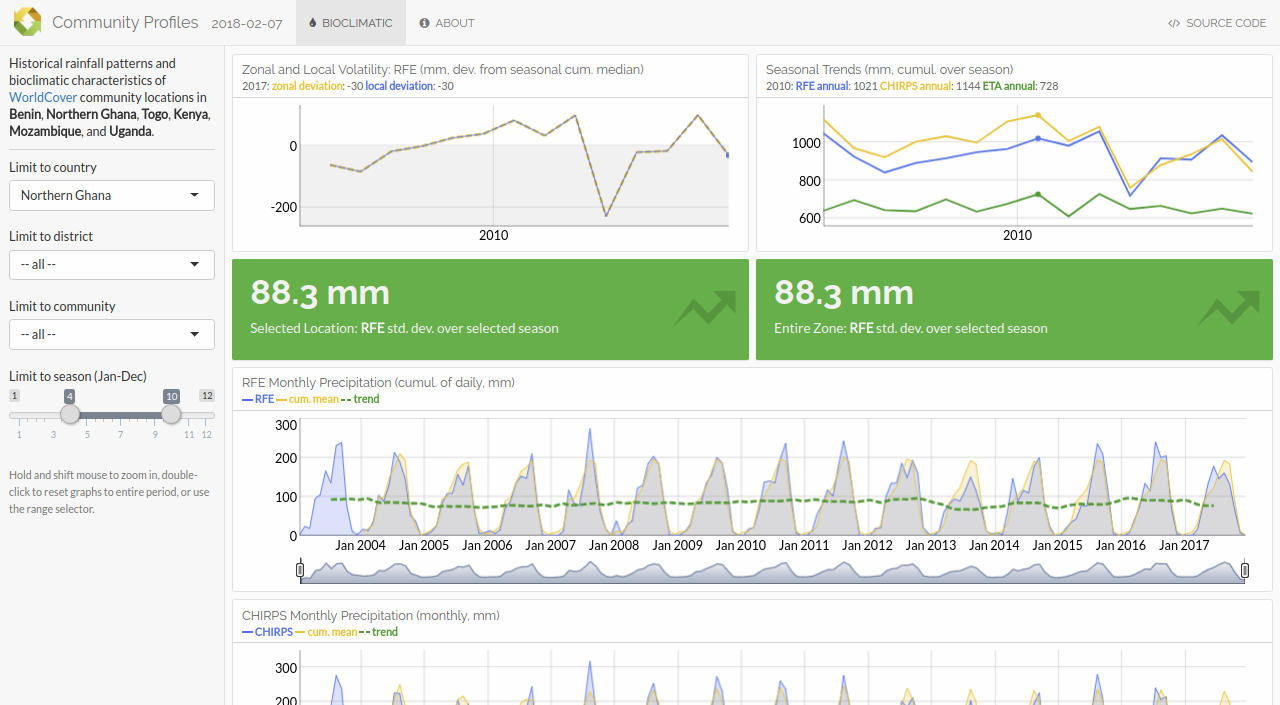 Community Profiles 2018-02-07 BIOCLIMATIC ABOUT SOURCE CODE
Historical rainfall patterns and
bioclimatic characteristics of
WorldCover community locations in
Benin, Northern Ghana, Togo, Kenya,
Mozambique, and Uganda.
Limit to country
Northern Ghana
Limit to district
-- all --
Limit to community
-- all --
Limit to season (Jan-Dec)
1 4 10 12
1 3 5 7 9 11 12
Hold and shift mouse to zoom in, double-
click to reset graphs to entire period, or use
the range selector.
Zonal and Local Volatility: RFE (mm, dev. from seasonal cum. median)
2017: zonal deviation: -30 local deviation: -30
0
-200
2010
Seasonal Trends (mm, cumul. over season)
2010: RFE annual: 1021 CHIRPS annual: 1144 ETA annual: 728
1000
800
600
2010
88.3 mm
Selected Location: RFE std. dev. over selected season
88.3 mm
Entire Zone: RFE std. dev. over selected season
RFE Monthly Precipitation (cumul. of daily, mm)
RFE cum. mean trend
300
200
100
0
Jan 2004 Jan 2005 Jan 2006 Jan 2007 Jan 2008 Jan 2009 Jan 2010 Jan 2011 Jan 2012 Jan 2013 Jan 2014 Jan 2015 Jan 2016 Jan 2017
CHIRPS Monthly Precipitation (monthly, mm)
CHIRPS cum. mean trend
300
200